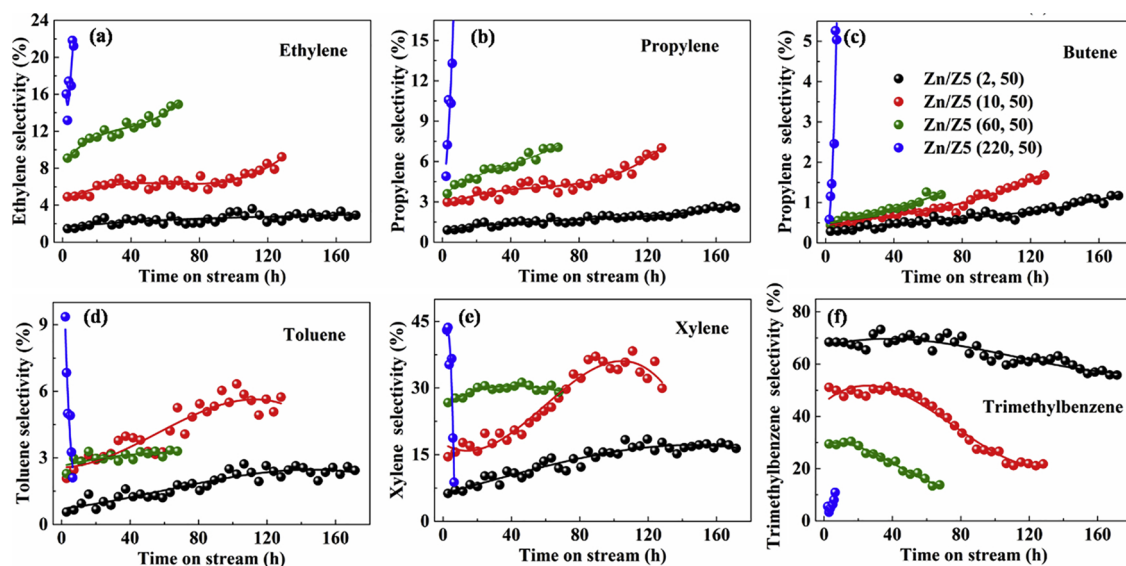 (a)
Ethylene
Ethylene selectivity (%)
24
20
16
12
8
4
0
0 40 80 120 160
Time on stream (h)
(b)
Propylene
Propylene selectivity (%)
15
12
9
6
3
0
0 40 80 120 160
Time on stream (h)
(c)
Butene
Zn/Z5 (2, 50)
Zn/Z5 (10, 50)
Zn/Z5 (60, 50)
Zn/Z5 (220, 50)
Propylene selectivity (%)
5
4
3
2
1
0
0 40 80 120 160
Time on stream (h)
(d)
Toluene
Toluene selectivity (%)
9
6
3
0
0 40 80 120 160
Time on stream (h)
(e)
Xylene
Xylene selectivity (%)
45
30
15
0
0 40 80 120 160
Time on stream (h)
(f)
Trimethylbenzene
Trimethylbenzene selectivity (%)
80
60
40
20
0
0 40 80 120 160
Time on stream (h)